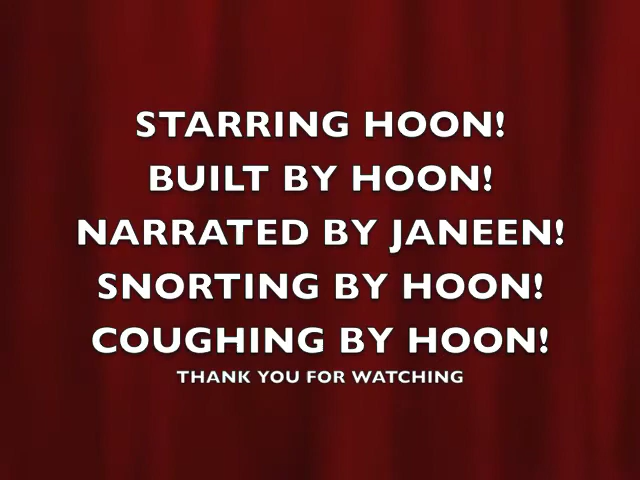 STARRING HOON!
BUILT BY HOON!
NARRATED BY JANEEN!
SNORTING BY HOON!
COUGHING BY HOON!
THANK YOU FOR WATCHING